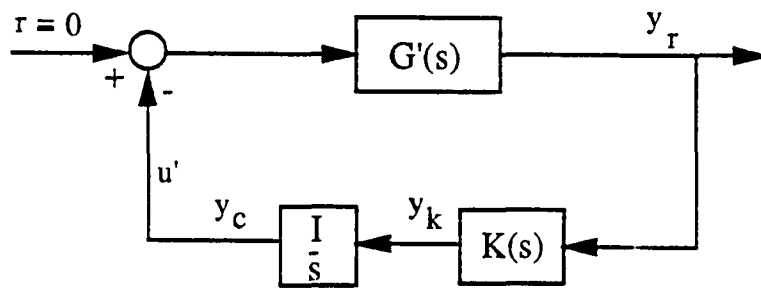 r = 0
y_r
G'(s)
+
-
u'
y_c
I
s
y_k
K(s)